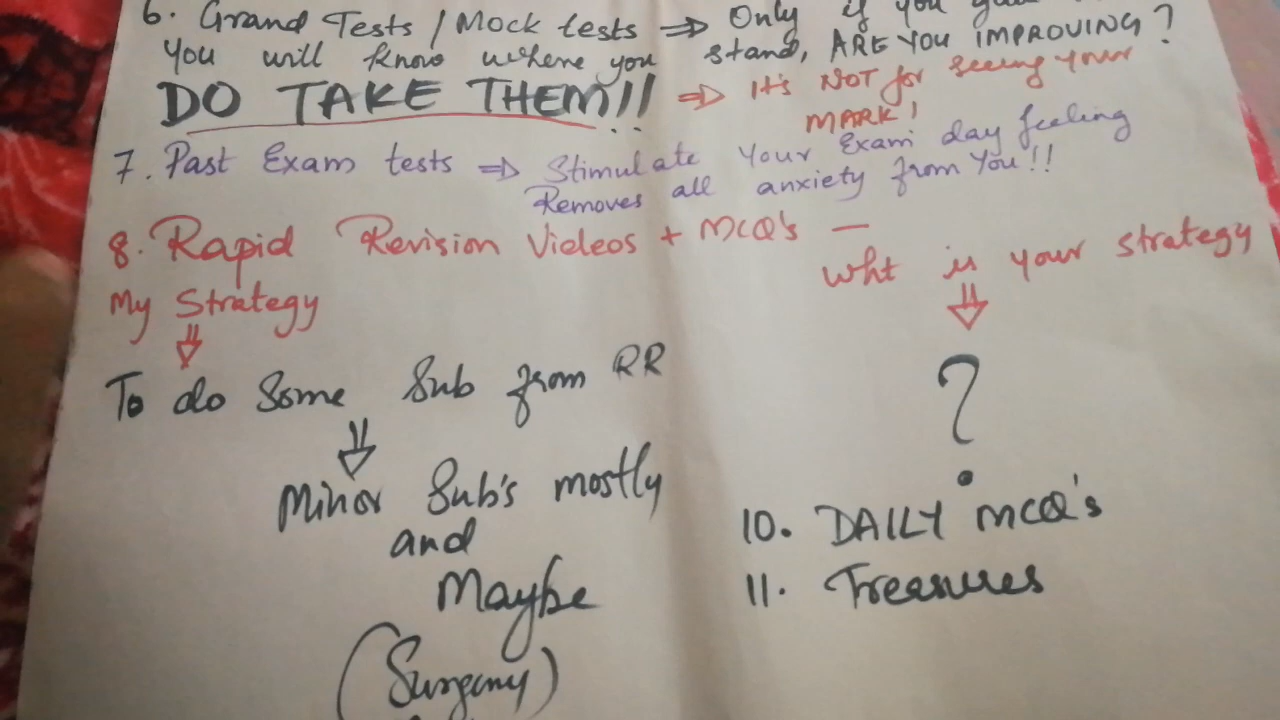 6. Grand Tests / Mock tests ⇒ Only if you
you will know where you stand, ARE YOU IMPROVING?
DO TAKE THEM!! ⇒ It's NOT for seeing your
MARK!
7. Past Exam tests ⇒ Stimulate Your Exam day feeling
Removes all anxiety from You!!
8. Rapid Revision Videos + MCQ's —
My Strategy
⇓
To do Some Sub from RR
⇓
Minor Sub's mostly
and
Maybe
(Surgery)
Wht is your strategy
⇓
?
10. DAILY MCQ's
11. Treasures